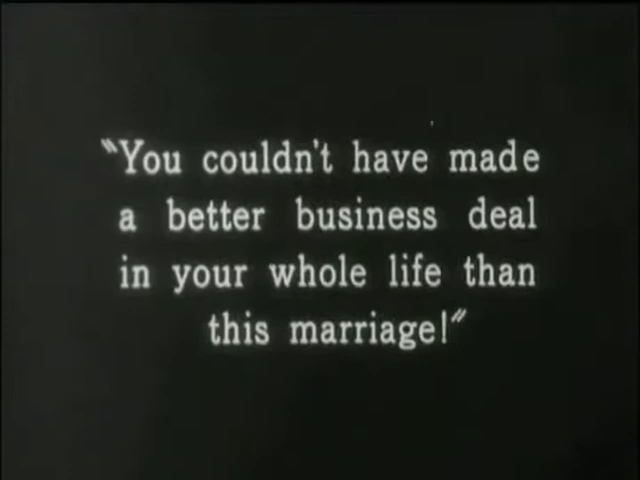 "You couldn't have made
a better business deal
in your whole life than
this marriage!"